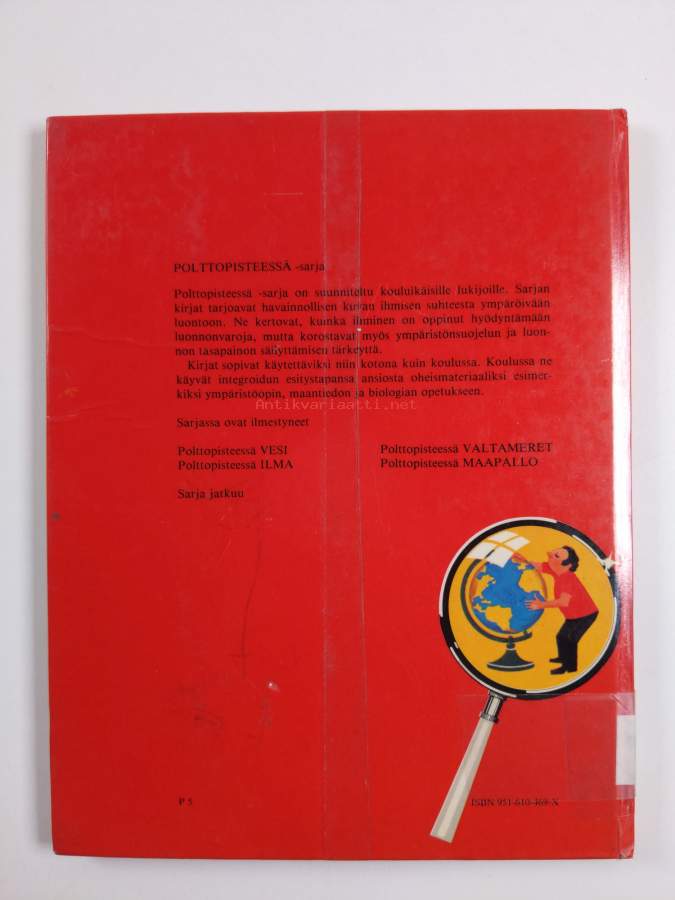 POLTTOPISTEESSÄ -sarja
Polttopisteessä -sarja on suunniteltu kouluikäisille lukijoille. Sarjan
kirjat tarjoavat havainnollisen kuvan ihmisen suhteesta ympäröivään
luontoon. Ne kertovat, kuinka ihminen on oppinut hyödyntämään
luonnonvaroja, mutta korostavat myös ympäristönsuojelun ja luon-
non tasapainon säilyttämisen tärkeyttä.
Kirjat sopivat käytettäviksi niin kotona kuin koulussa. Koulussa ne
käyvät integroidun esitystapansa ansiosta oheismateriaaliksi esimer-
kiksi ympäristöopin, maantiedon ja biologian opetukseen.
Antikvariaatti.net
Sarjassa ovat ilmestyneet
Polttopisteessä VESI
Polttopisteessä ILMA
Polttopisteessä VALTAMERET
Polttopisteessä MAAPALLO
Sarja jatkuu
P 5
ISBN 951-610-369-X